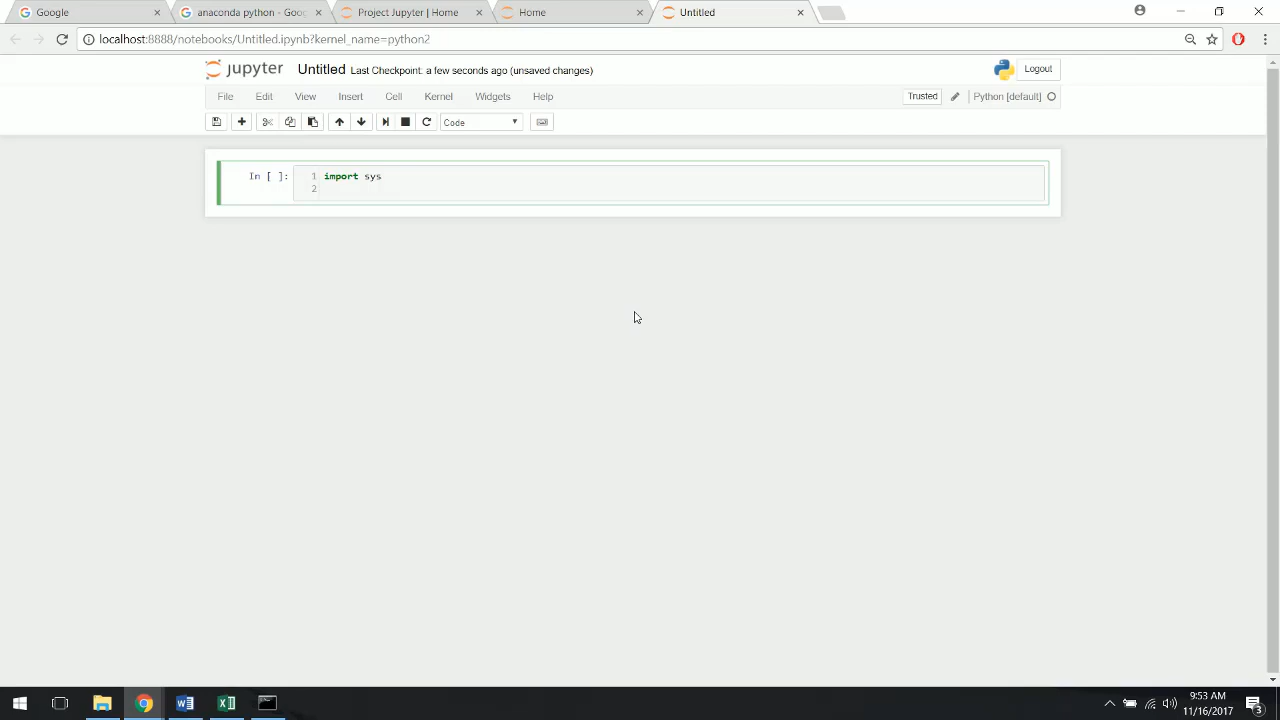 Google
anaconda python - Goog
Project Jupyter | Home
Home
Untitled
localhost:8888/notebooks/Untitled.ipynb?kernel_name=python2
jupyter Untitled Last Checkpoint: a few seconds ago (unsaved changes)
Logout
File Edit View Insert Cell Kernel Widgets Help
Trusted
Python [default]
Code
In [ ]:
1 import sys
2
9:53 AM
11/16/2017
3